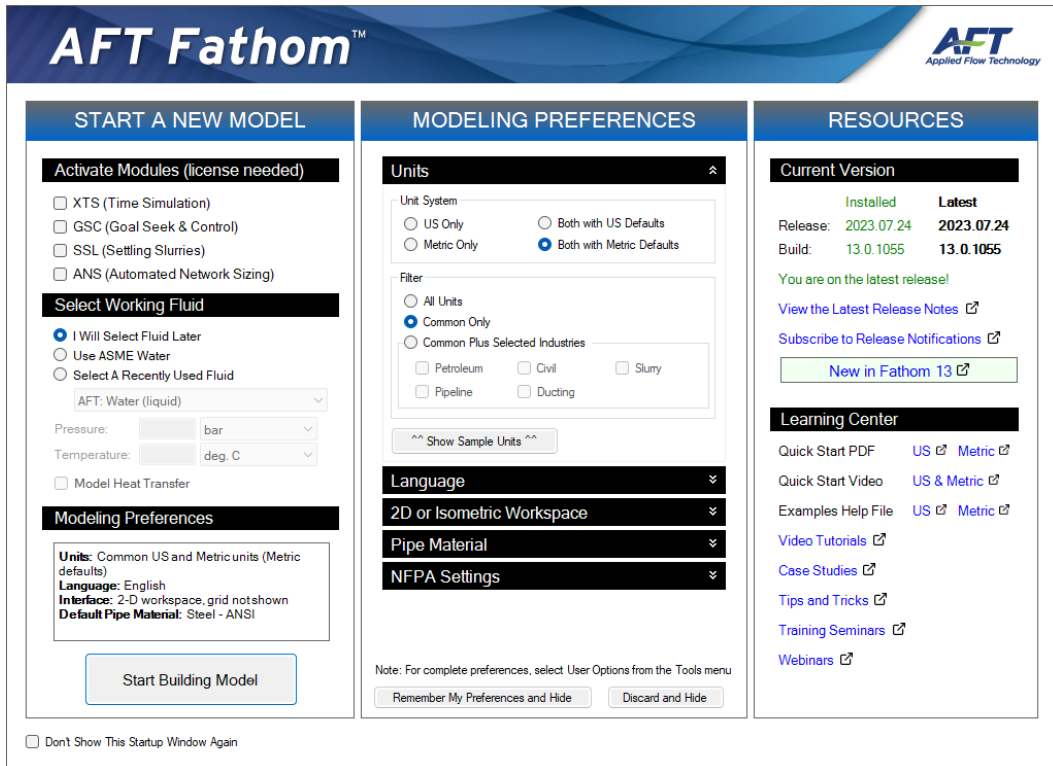 AFT Fathom™
AFT
Applied Flow Technology
START A NEW MODEL
Activate Modules (license needed)
XTS (Time Simulation)
GSC (Goal Seek & Control)
SSL (Settling Slurries)
ANS (Automated Network Sizing)
Select Working Fluid
I Will Select Fluid Later
Use ASME Water
Select A Recently Used Fluid
AFT: Water (liquid)
Pressure: bar
Temperature: deg. C
Model Heat Transfer
Modeling Preferences
Units: Common US and Metric units (Metric
defaults)
Language: English
Interface: 2-D workspace, grid not shown
Default Pipe Material: Steel - ANSI
Start Building Model
Don't Show This Startup Window Again
MODELING PREFERENCES
Units
Unit System
US Only Both with US Defaults
Metric Only Both with Metric Defaults
Filter
All Units
Common Only
Common Plus Selected Industries
Petroleum Civil Slurry
Pipeline Ducting
^^ Show Sample Units ^^
Language
2D or Isometric Workspace
Pipe Material
NFPA Settings
Note: For complete preferences, select User Options from the Tools menu
Remember My Preferences and Hide Discard and Hide
RESOURCES
Current Version
Installed Latest
Release: 2023.07.24 2023.07.24
Build: 13.0.1055 13.0.1055
You are on the latest release!
View the Latest Release Notes
Subscribe to Release Notifications
New in Fathom 13
Learning Center
Quick Start PDF US Metric
Quick Start Video US & Metric
Examples Help File US Metric
Video Tutorials
Case Studies
Tips and Tricks
Training Seminars
Webinars